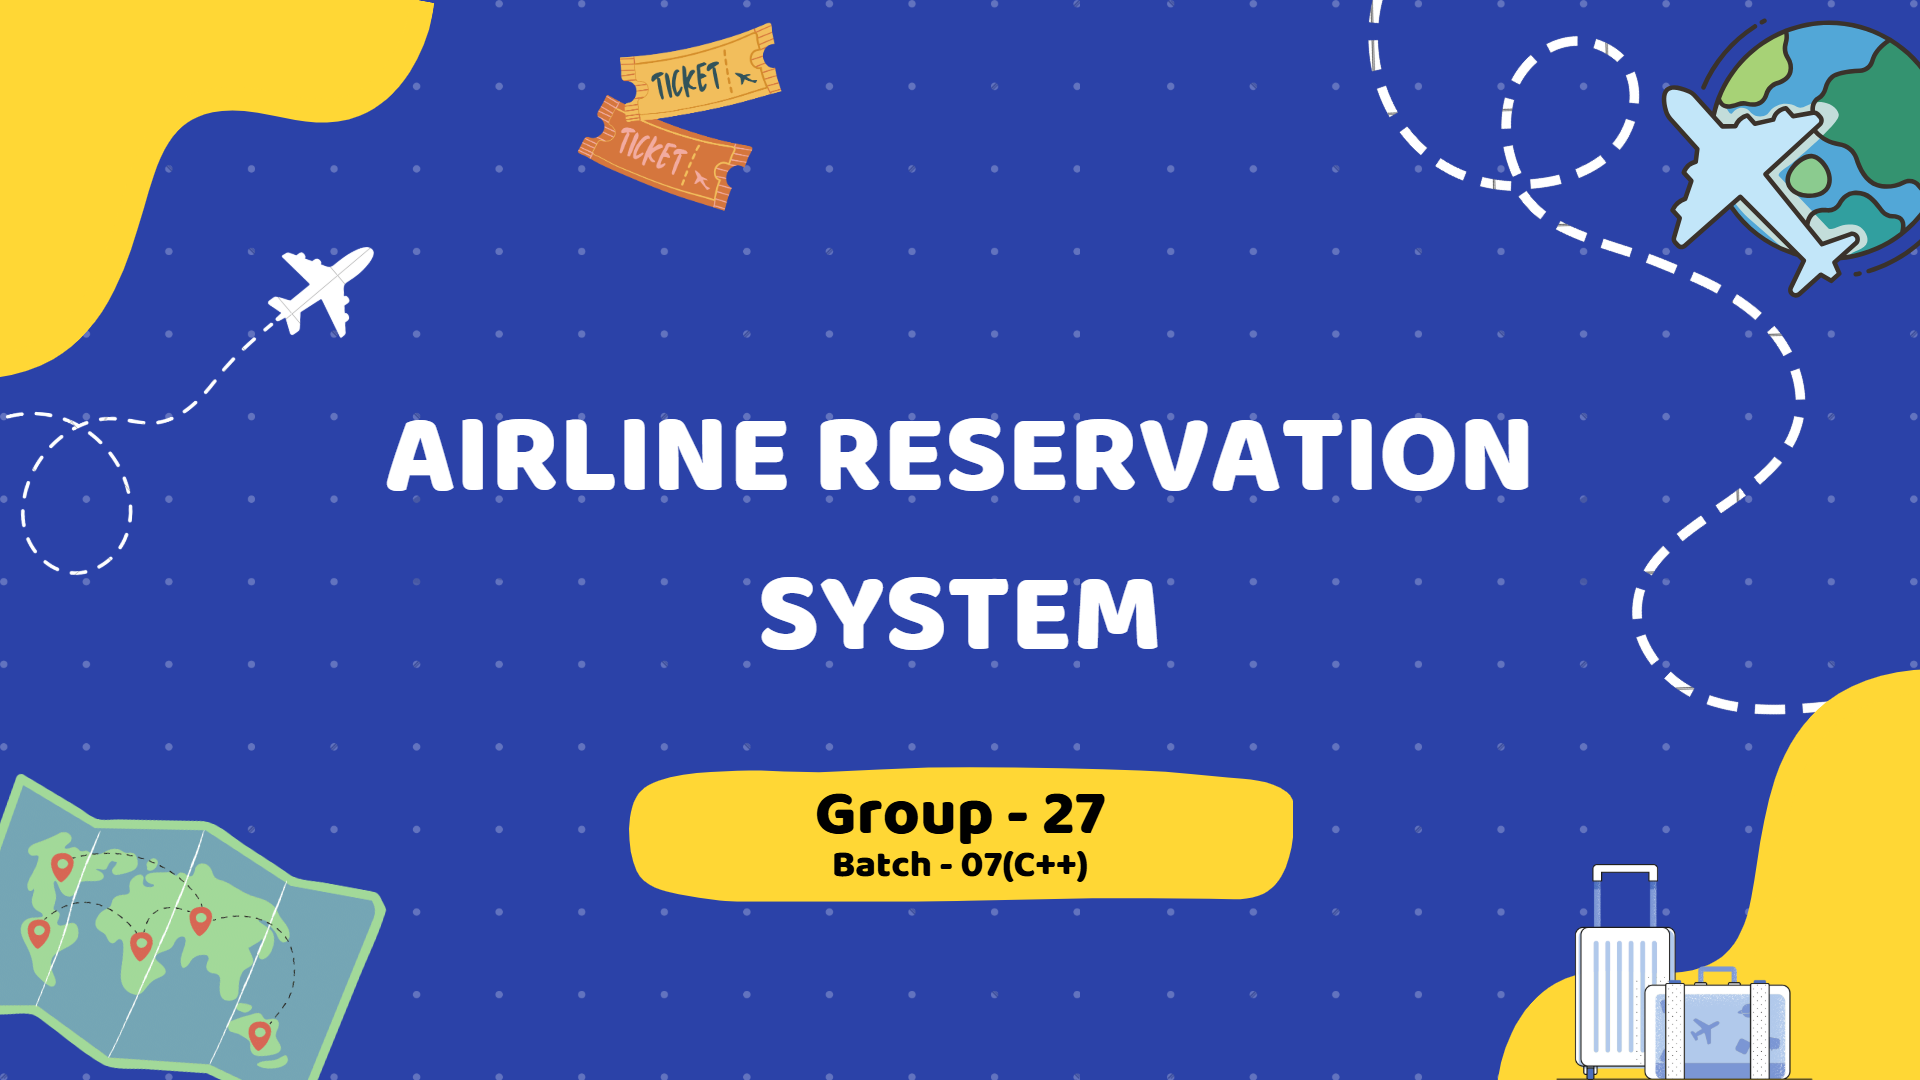 TICKET
TICKET
AIRLINE RESERVATION
SYSTEM
Group - 27
Batch - 07(C++)